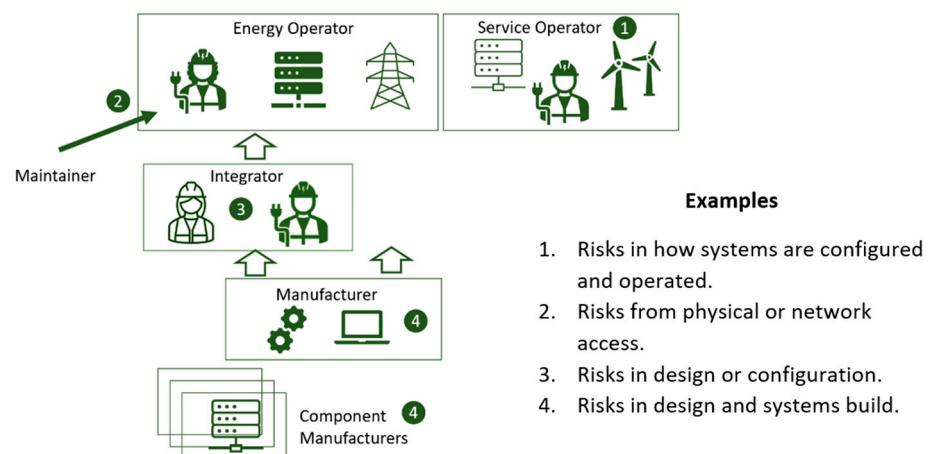 Energy Operator
Service Operator 1
2
Maintainer
Integrator
3
Manufacturer
4
Component 4
Manufacturers
Examples
1. Risks in how systems are configured
and operated.
2. Risks from physical or network
access.
3. Risks in design or configuration.
4. Risks in design and systems build.